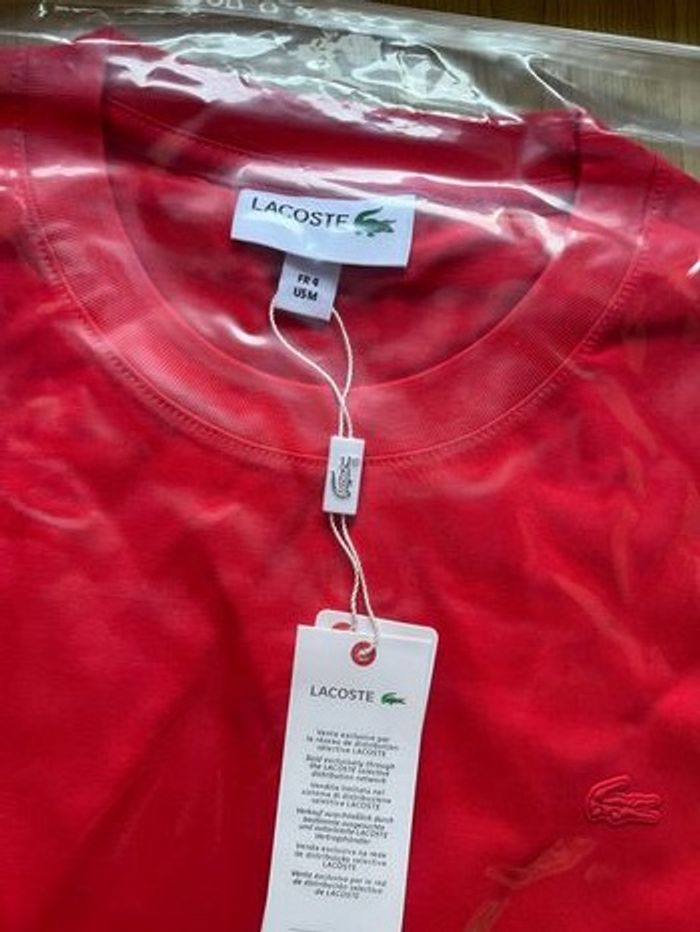 LACOSTE
FR 4
US M
LACOSTE
Vente exclusive par
le réseau de distribution
sélective LACOSTE
Sold exclusively through
the LACOSTE selective
distribution network
Vendita limitata nel
sistema di distribuzione
selettiva LACOSTE
Verkauf ausschließlich durch
bestimmte ausgesuchte
und autorisierte LACOSTE
Vertragshändler
Venda exclusiva na rede
de distribuição selectiva
LACOSTE
Venta exclusiva por la red
de distribución selectiva
de LACOSTE